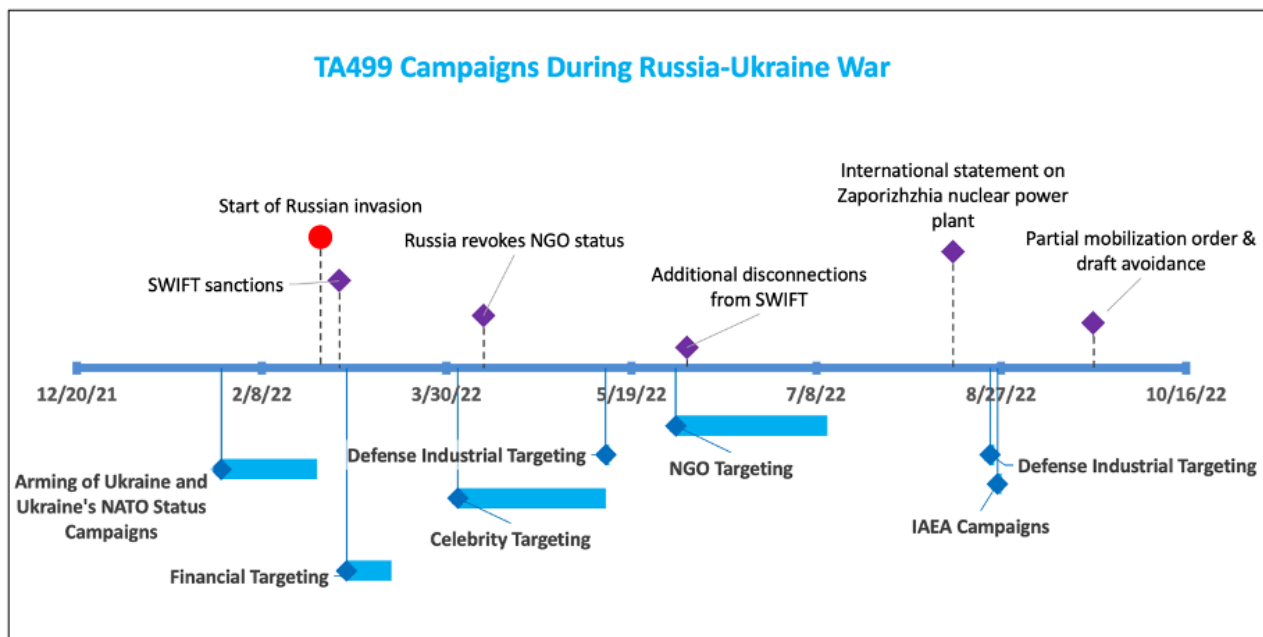 TA499 Campaigns During Russia-Ukraine War
International statement on
Zaporizhzhia nuclear power
plant
Start of Russian invasion
Russia revokes NGO status
Partial mobilization order &
draft avoidance
SWIFT sanctions
Additional disconnections
from SWIFT
12/20/21
2/8/22
3/30/22
5/19/22
7/8/22
8/27/22
10/16/22
Arming of Ukraine and
Ukraine's NATO Status
Campaigns
Defense Industrial Targeting
NGO Targeting
Defense Industrial Targeting
Celebrity Targeting
IAEA Campaigns
Financial Targeting